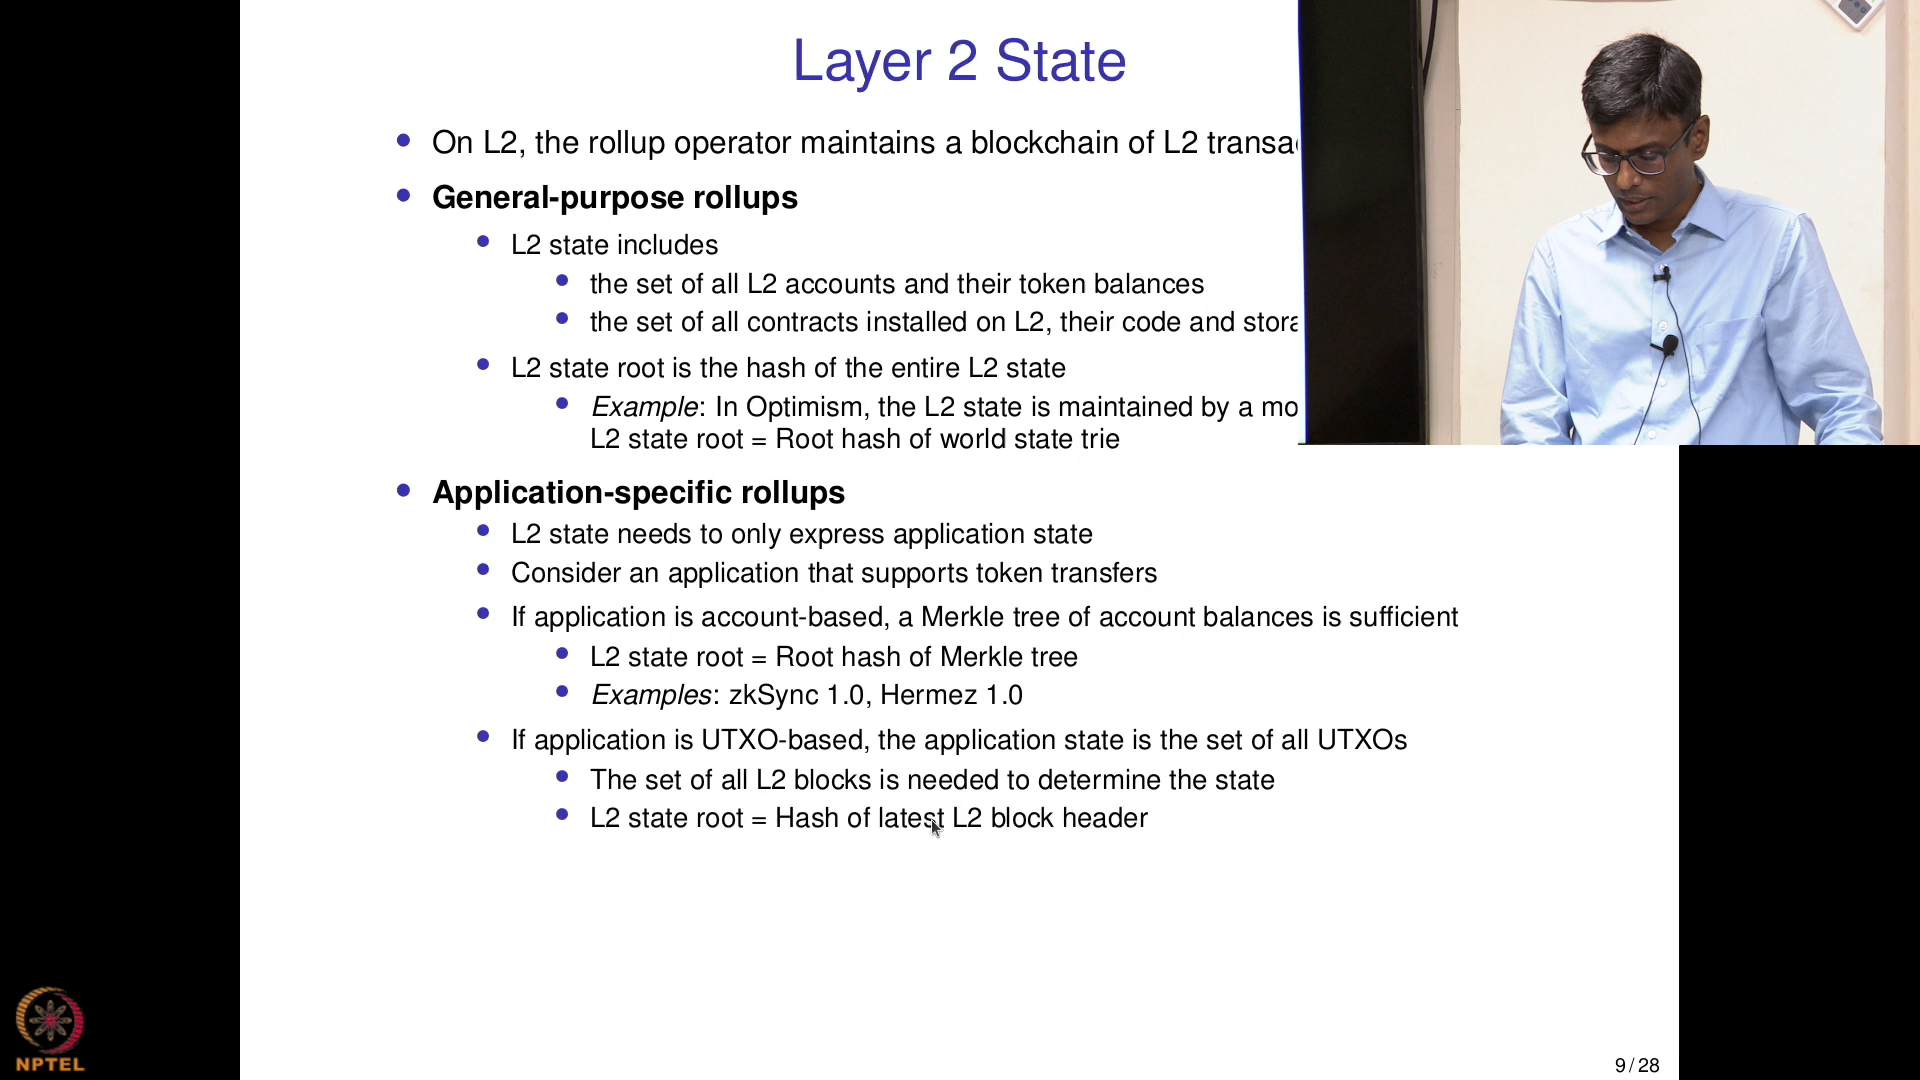 Layer 2 State
On L2, the rollup operator maintains a blockchain of L2
General-purpose rollups
L2 state includes
the set of all L2 accounts and their token balances
the set of all contracts installed on L2, their code and
L2 state root is the hash of the entire L2 state
Example: In Optimism, the L2 state is maintained by a
L2 state root = Root hash of world state trie
Application-specific rollups
L2 state needs to only express application state
Consider an application that supports token transfers
If application is account-based, a Merkle tree of account balances is sufficient
L2 state root = Root hash of Merkle tree
Examples: zkSync 1.0, Hermez 1.0
If application is UTXO-based, the application state is the set of all UTXOs
The set of all L2 blocks is needed to determine the state
L2 state root = Hash of latest L2 block header
NPTEL
9/28